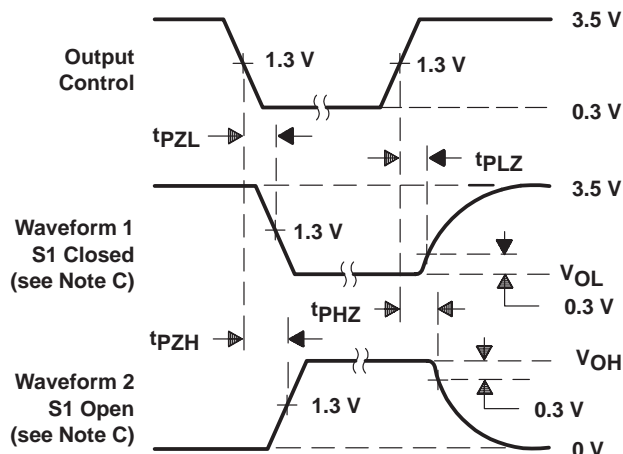 3.5 V
Output
Control
1.3 V
1.3 V
0.3 V
tPZL
tPLZ
3.5 V
Waveform 1
S1 Closed
(see Note C)
1.3 V
VOL
0.3 V
tPHZ
tPZH
VOH
Waveform 2
S1 Open
(see Note C)
1.3 V
0.3 V
0 V